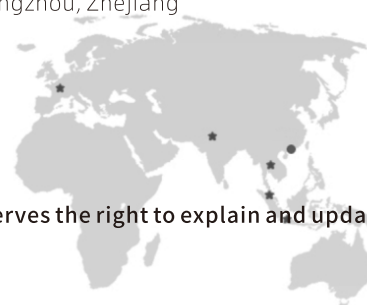 ngzhou, Zhejiang
erves the right to explain and upda